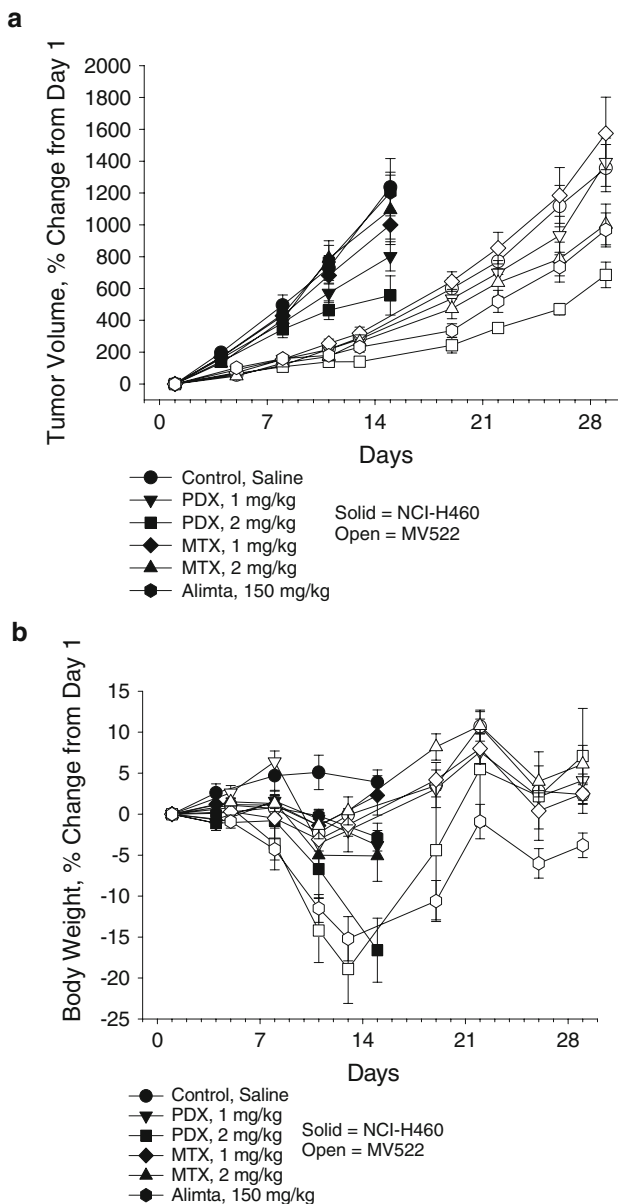 a
Tumor Volume, % Change from Day 1
2000
1800
1600
1400
1200
1000
800
600
400
200
0
0 7 14 21 28
Days
Control, Saline
PDX, 1 mg/kg
PDX, 2 mg/kg
MTX, 1 mg/kg
MTX, 2 mg/kg
Alimta, 150 mg/kg
Solid = NCI-H460
Open = MV522
b
Body Weight, % Change from Day 1
15
10
5
0
-5
-10
-15
-20
-25
0 7 14 21 28
Days
Control, Saline
PDX, 1 mg/kg
PDX, 2 mg/kg
MTX, 1 mg/kg
MTX, 2 mg/kg
Alimta, 150 mg/kg
Solid = NCI-H460
Open = MV522